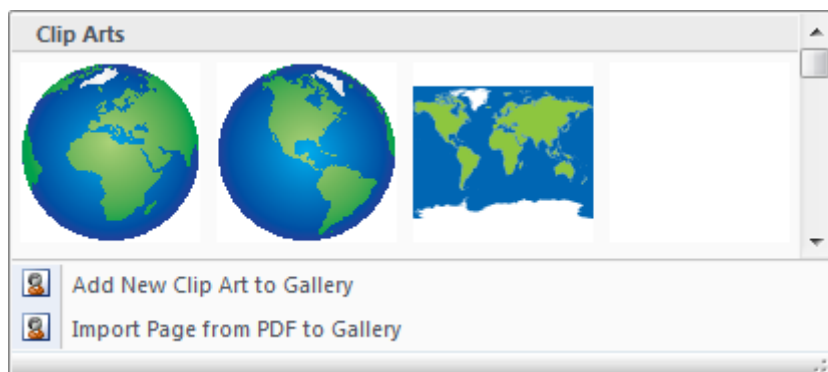 Clip Arts
Add New Clip Art to Gallery
Import Page from PDF to Gallery